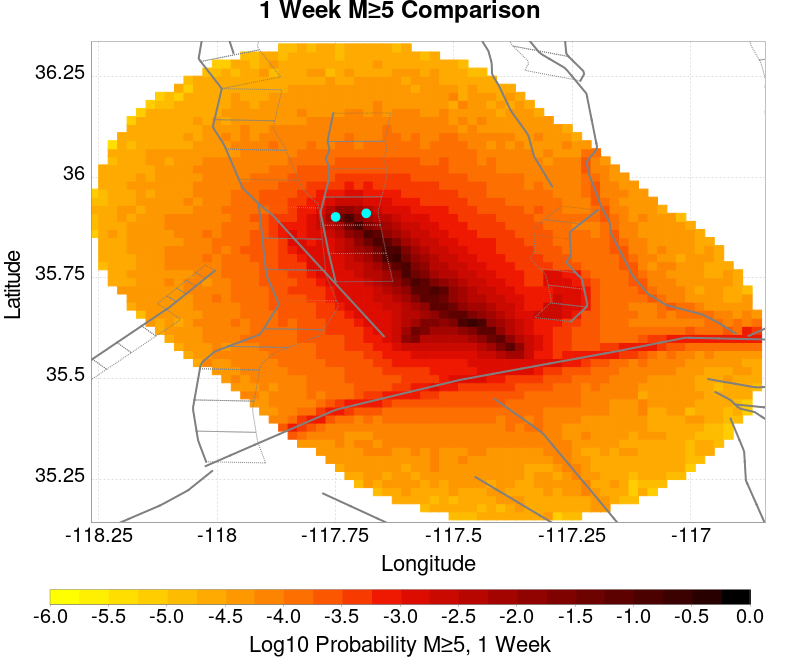 1 Week M≥5 Comparison
36.25
36
35.75
35.5
35.25
Latitude
-118.25 -118 -117.75 -117.5 -117.25 -117
Longitude
-6.0 -5.5 -5.0 -4.5 -4.0 -3.5 -3.0 -2.5 -2.0 -1.5 -1.0 -0.5 0.0
Log10 Probability M≥5, 1 Week